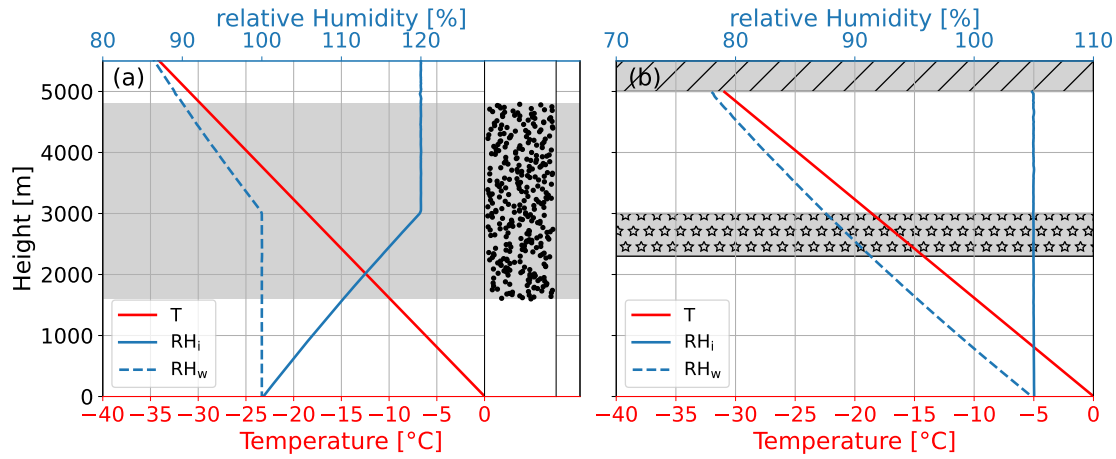 relative Humidity [%]
80 90 100 110 120
(a)
Height [m]
5000
4000
3000
2000
1000
0
T
RHi
RHw
−40 −35 −30 −25 −20 −15 −10 −5 0
Temperature [°C]
relative Humidity [%]
70 80 90 100 110
(b)
T
RHi
RHw
−40 −35 −30 −25 −20 −15 −10 −5 0
Temperature [°C]